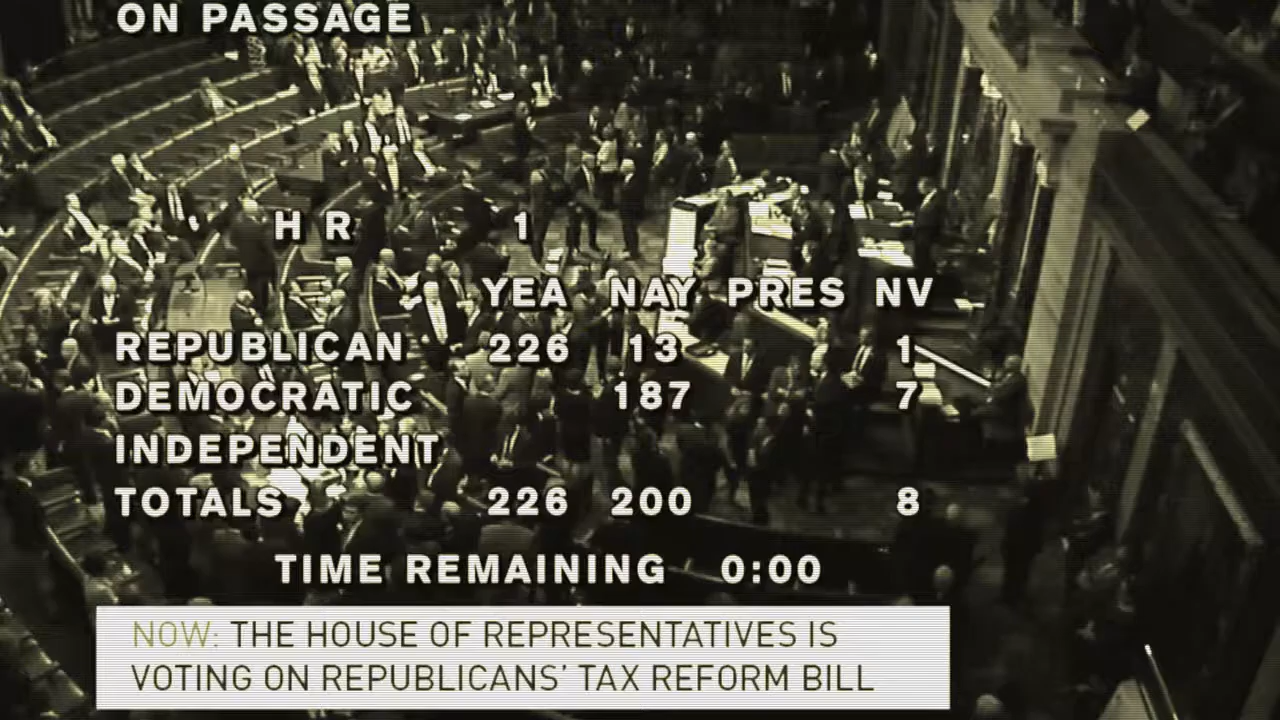 ON PASSAGE
H R 1
YEA NAY PRES NV
REPUBLICAN 226 13 1
DEMOCRATIC 187 7
INDEPENDENT
TOTALS 226 200 8
TIME REMAINING 0:00
NOW: THE HOUSE OF REPRESENTATIVES IS
VOTING ON REPUBLICANS’ TAX REFORM BILL